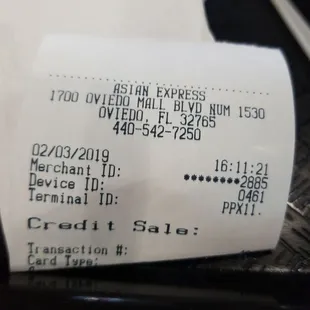 ASIAN EXPRESS
1700 OVIEDO MALL BLVD NUM 1530
OVIEDO, FL 32765
440-542-7250
02/03/2019 16:11:21
Merchant ID: ********2885
Device ID: 0461
Terminal ID: PPX11.
Credit Sale:
Transaction #:
Card Type: